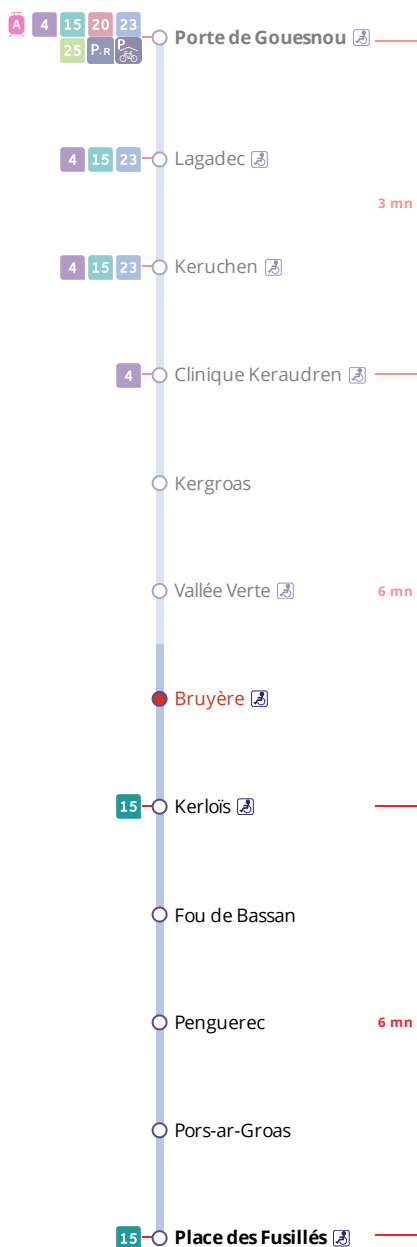 A 4 15 20 23 Porte de Gouesnou
25 P.R P
4 15 23 Lagadec
3 mn
4 15 23 Keruchen
4 Clinique Keraudren
Kergroas
Vallée Verte 6 mn
Bruyère
15 Kerloïs
Fou de Bassan
Penguerec 6 mn
Pors-ar-Groas
15 Place des Fusillés